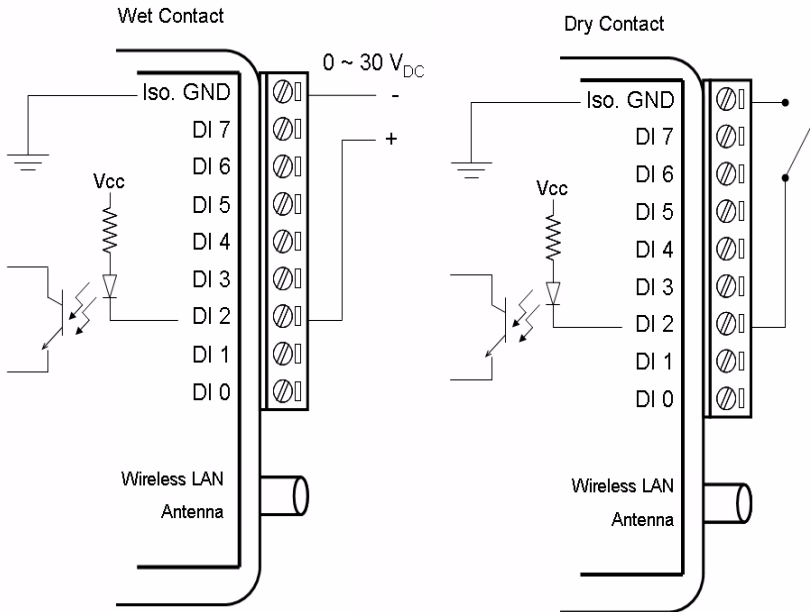 Wet Contact
0 ~ 30 VDC
Iso. GND
-
DI 7
+
DI 6
Vcc
DI 5
DI 4
DI 3
DI 2
DI 1
DI 0
Wireless LAN
Antenna
Dry Contact
Iso. GND
DI 7
DI 6
Vcc
DI 5
DI 4
DI 3
DI 2
DI 1
DI 0
Wireless LAN
Antenna